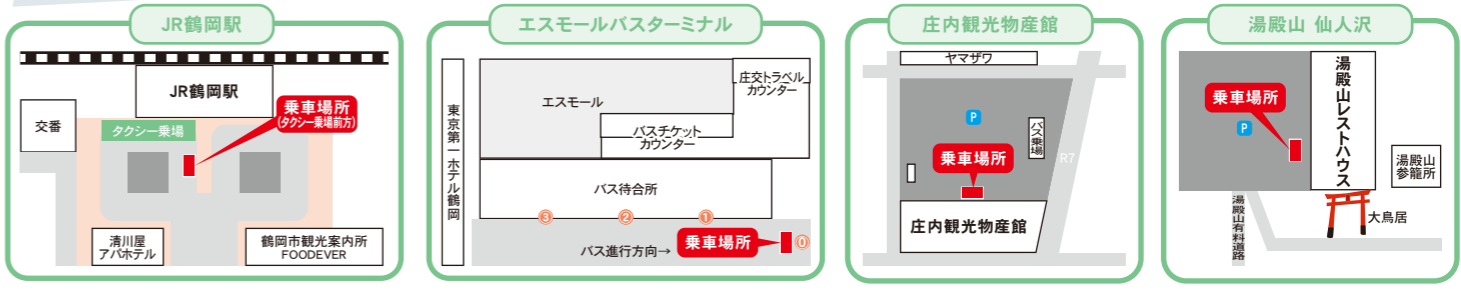 JR鶴岡駅
JR鶴岡駅
交番
タクシー乗場
乗車場所
(タクシー乗場前方)
清川屋
アパホテル
鶴岡市観光案内所
FOODEVER
エスモールバスターミナル
東京第一ホテル鶴岡
エスモール
庄交トラベル
カウンター
バスチケット
カウンター
バス待合所
③
②
①
バス進行方向→
乗車場所
⓪
庄内観光物産館
ヤマザワ
P
バス乗場
R7
乗車場所
庄内観光物産館
湯殿山 仙人沢
乗車場所
P
湯殿山レストハウス
湯殿山
参籠所
大鳥居
湯殿山有料道路